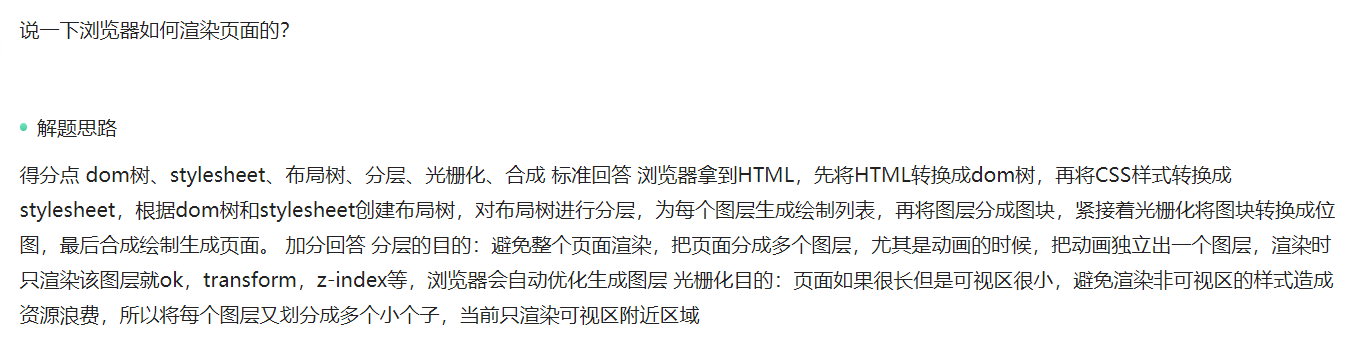 说一下浏览器如何渲染页面的？
解题思路
得分点 dom树、stylesheet、布局树、分层、光栅化、合成 标准回答 浏览器拿到HTML，先将HTML转换成dom树，再将CSS样式转换成
stylesheet，根据dom树和stylesheet创建布局树，对布局树进行分层，为每个图层生成绘制列表，再将图层分成图块，紧接着光栅化将图块转换成位
图，最后合成绘制生成页面。 加分回答 分层的目的：避免整个页面渲染，把页面分成多个图层，尤其是动画的时候，把动画独立出一个图层，渲染时
只渲染该图层就ok，transform，z-index等，浏览器会自动优化生成图层 光栅化目的：页面如果很长但是可视区很小，避免渲染非可视区的样式造成
资源浪费，所以将每个图层又划分成多个小个子，当前只渲染可视区附近区域